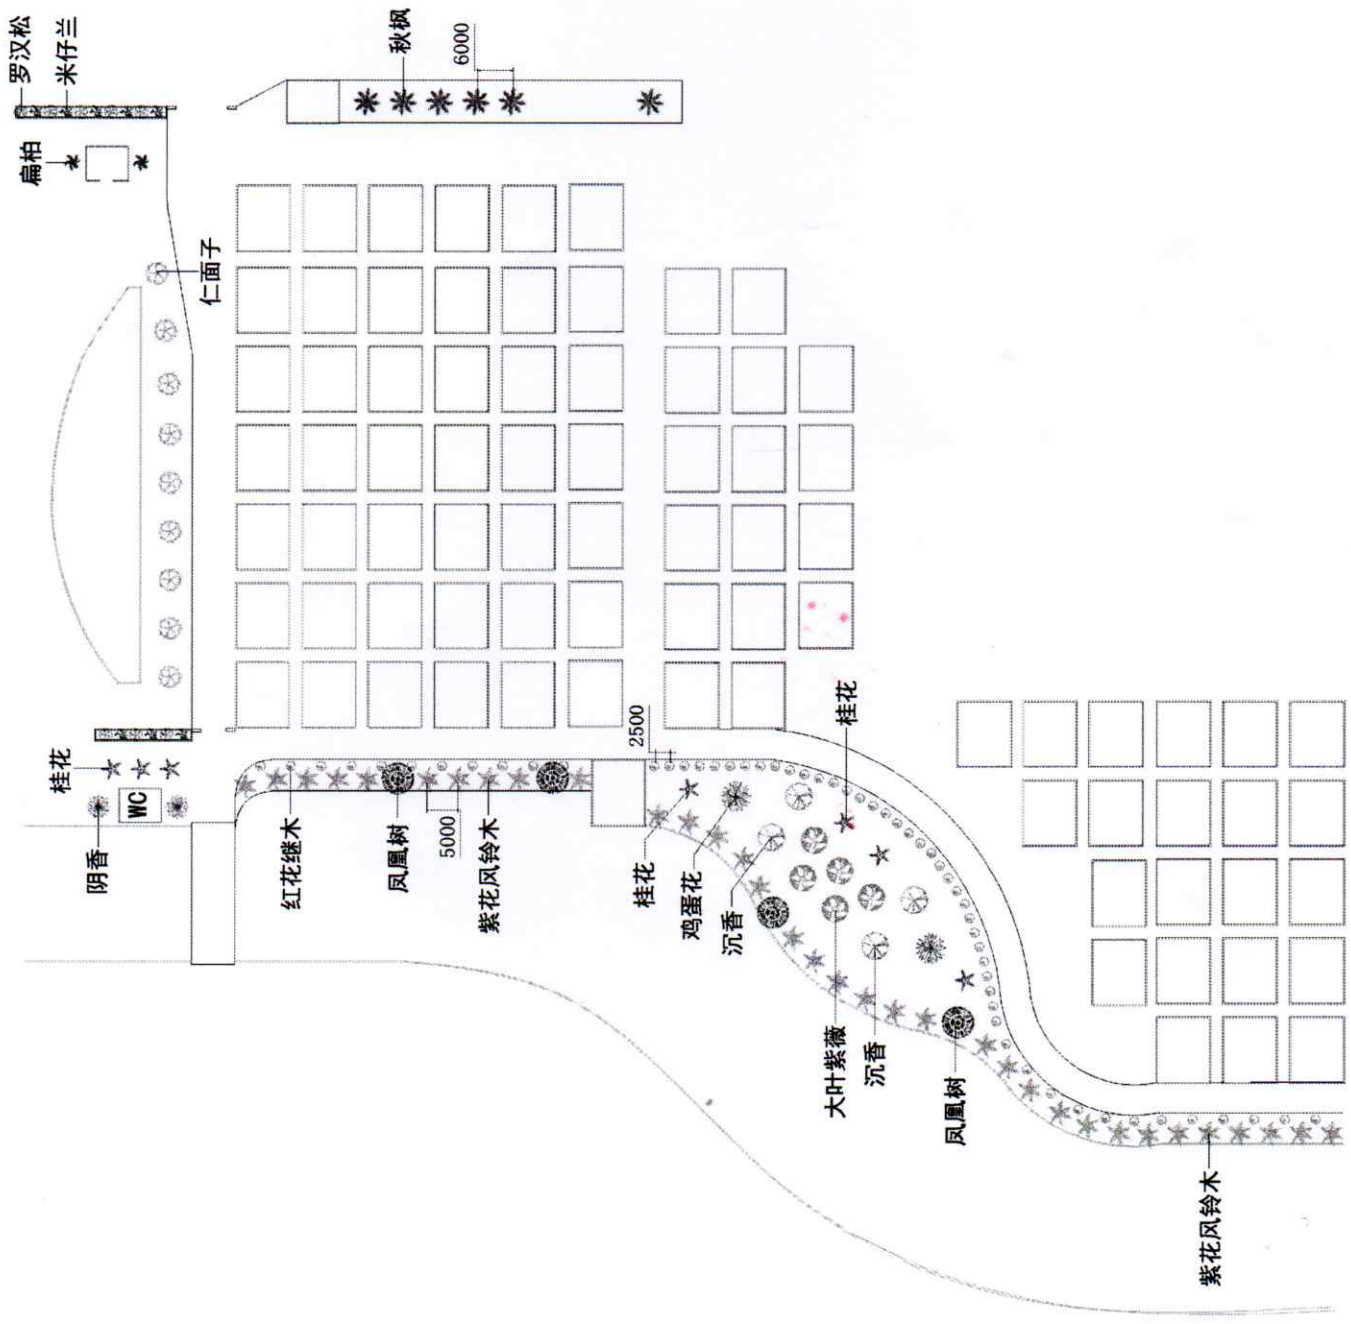 罗汉松
米仔兰
扁柏
秋枫
6000
仁面子
桂花
阴香
WC
红花继木
凤凰树
5000
紫花风铃木
2500
桂花
桂花
鸡蛋花
沉香
大叶紫薇
沉香
凤凰树
紫花风铃木